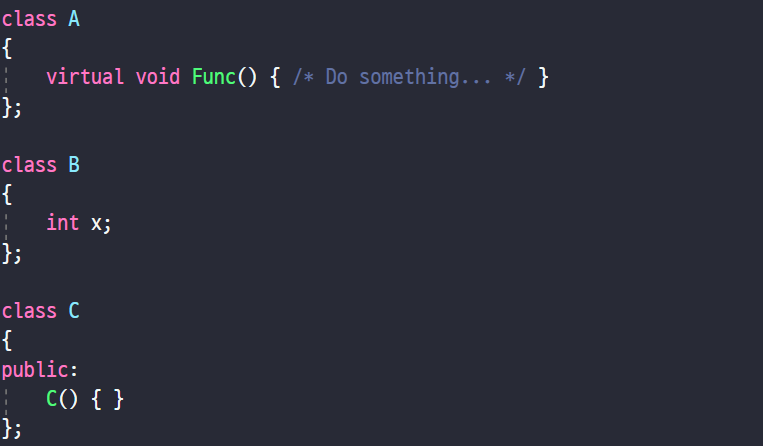 class A
{
    virtual void Func() { /* Do something... */ }
};

class B
{
    int x;
};

class C
{
public:
    C() { }
};